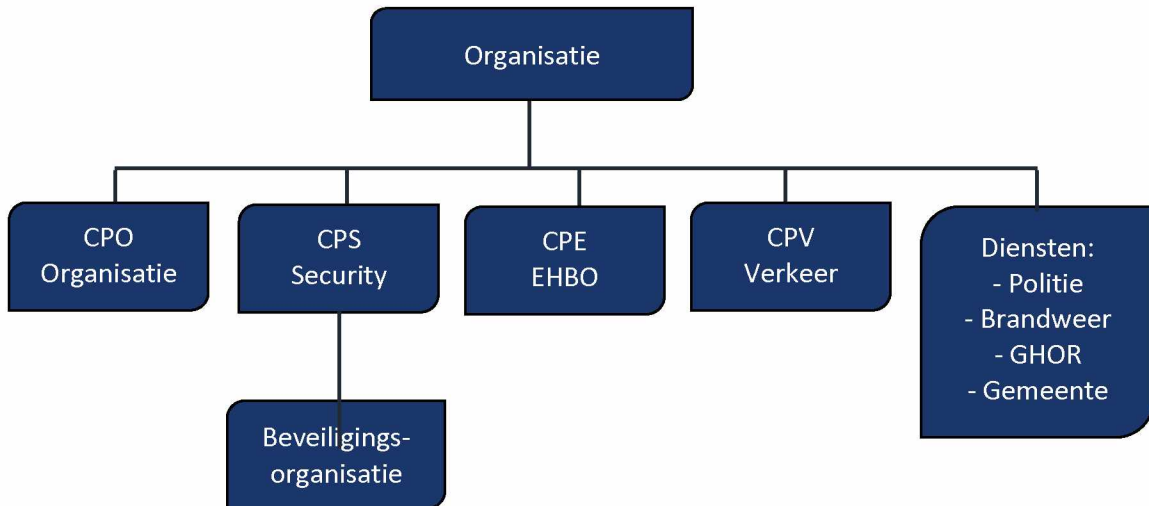 Organisatie
CPO
Organisatie
CPS
Security
CPE
EHBO
CPV
Verkeer
Diensten:
- Politie
- Brandweer
- GHOR
- Gemeente
Beveiligings-
organisatie